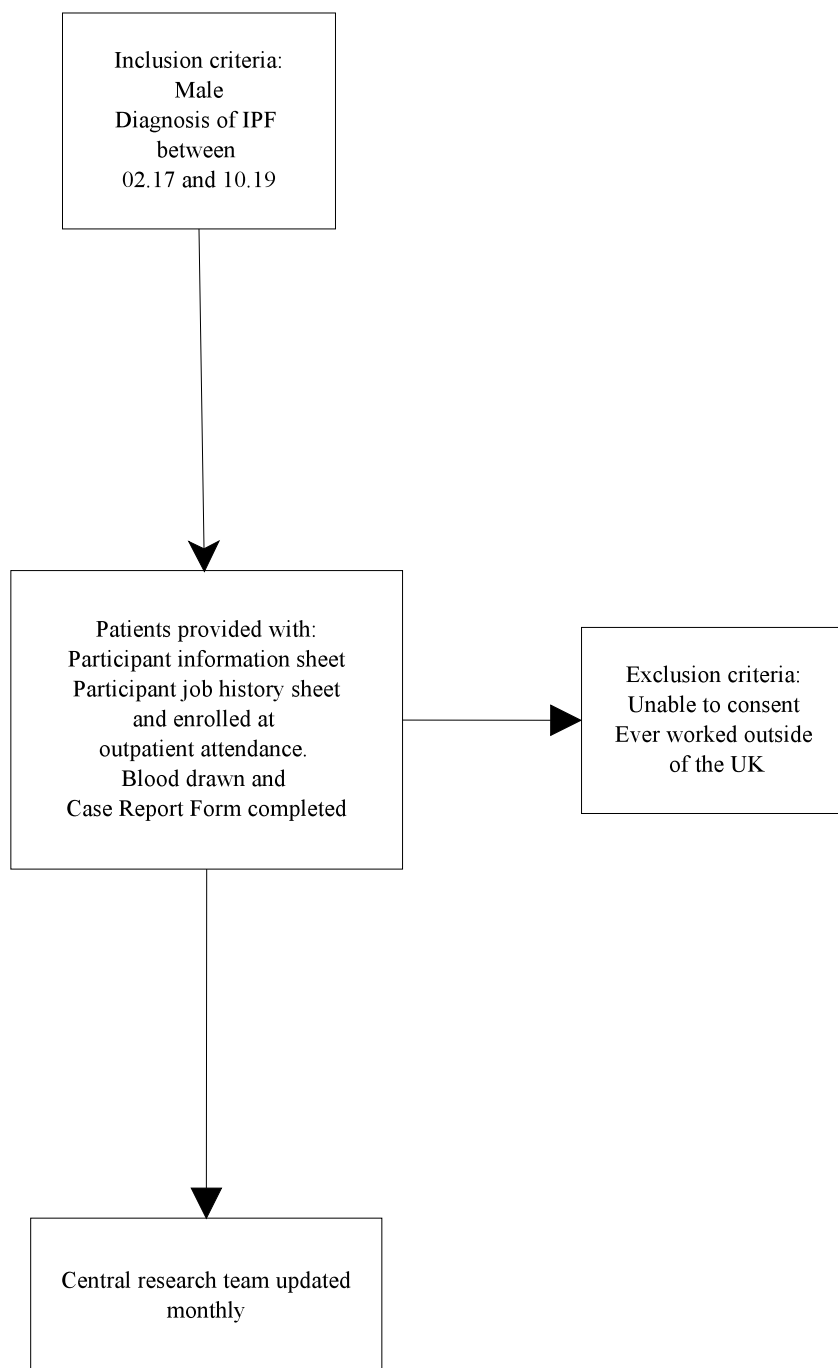 Inclusion criteria:
Male
Diagnosis of IPF
between
02.17 and 10.19
Patients provided with:
Participant information sheet
Participant job history sheet
and enrolled at
outpatient attendance.
Blood drawn and
Case Report Form completed
Exclusion criteria:
Unable to consent
Ever worked outside
of the UK
Central research team updated
monthly